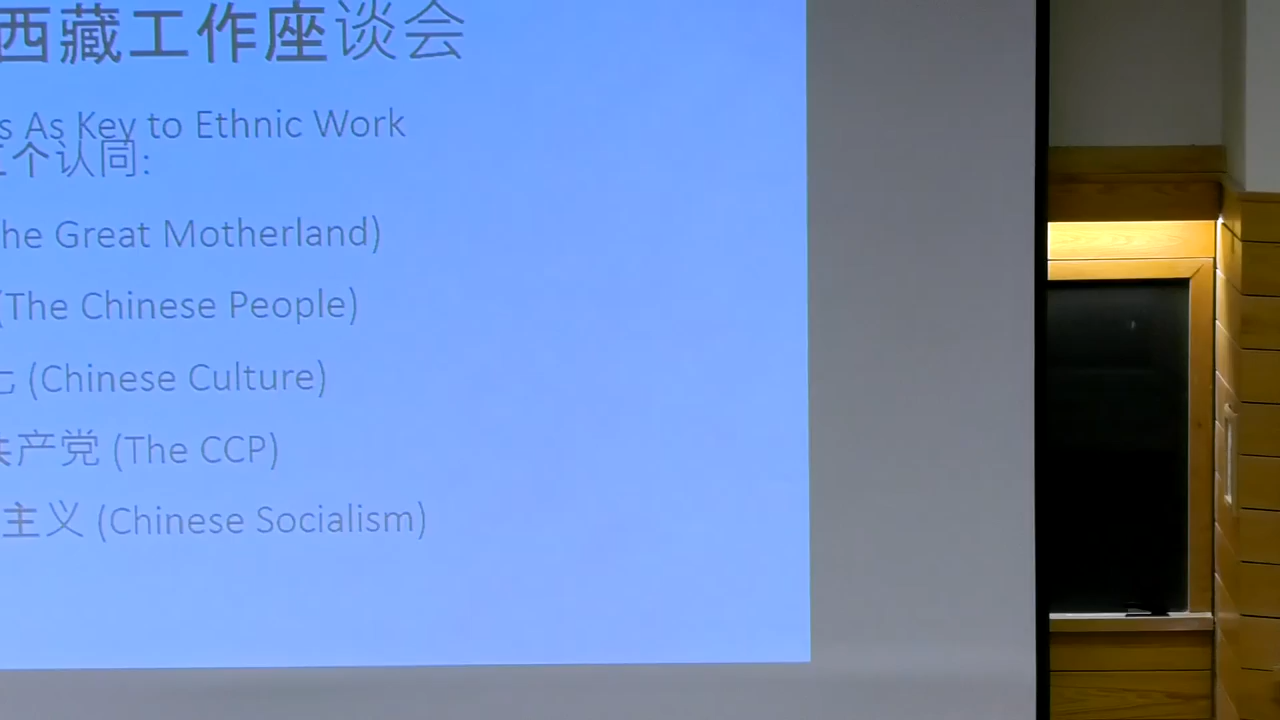 西藏工作座谈会
s As Key to Ethnic Work
个认同:
he Great Motherland)
(The Chinese People)
(Chinese Culture)
产党 (The CCP)
主义 (Chinese Socialism)